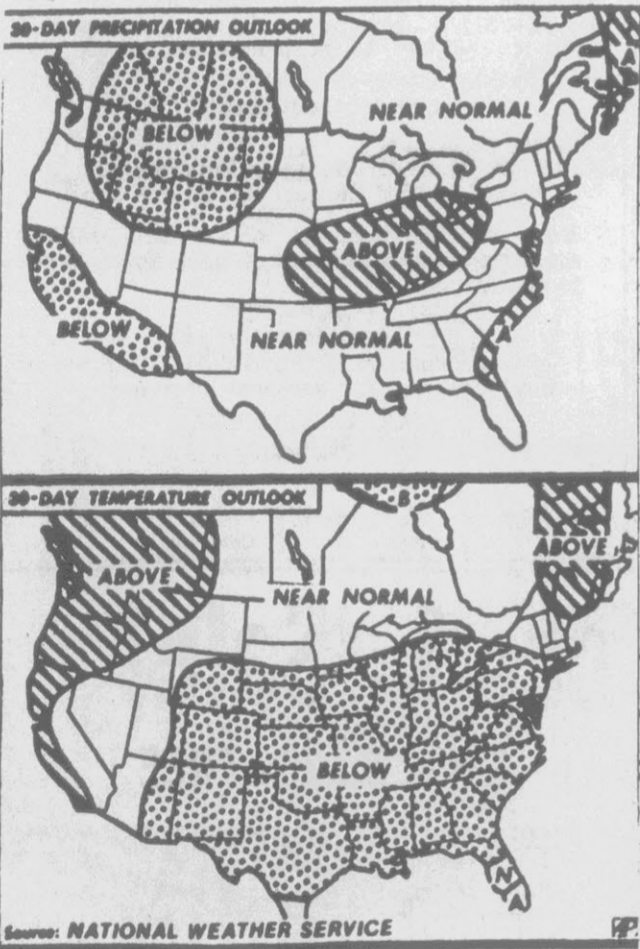 30-DAY PRECIPITATION OUTLOOK
A
NEAR NORMAL
BELOW
ABOVE
BELOW
NEAR NORMAL
A
30-DAY TEMPERATURE OUTLOOK
B
ABOVE
ABOVE
NEAR NORMAL
BELOW
N
A
Source: NATIONAL WEATHER SERVICE
AP